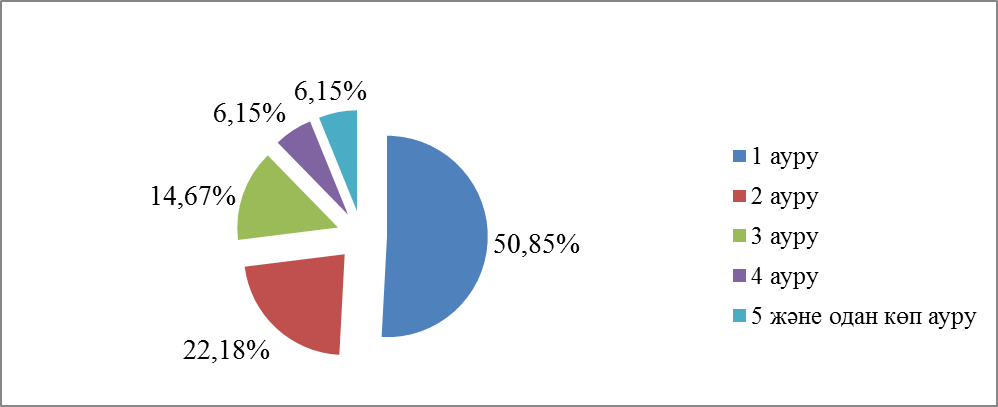 6,15%
6,15%
14,67%
50,85%
22,18%
1 ауру
2 ауру
3 ауру
4 ауру
5 және одан көп ауру